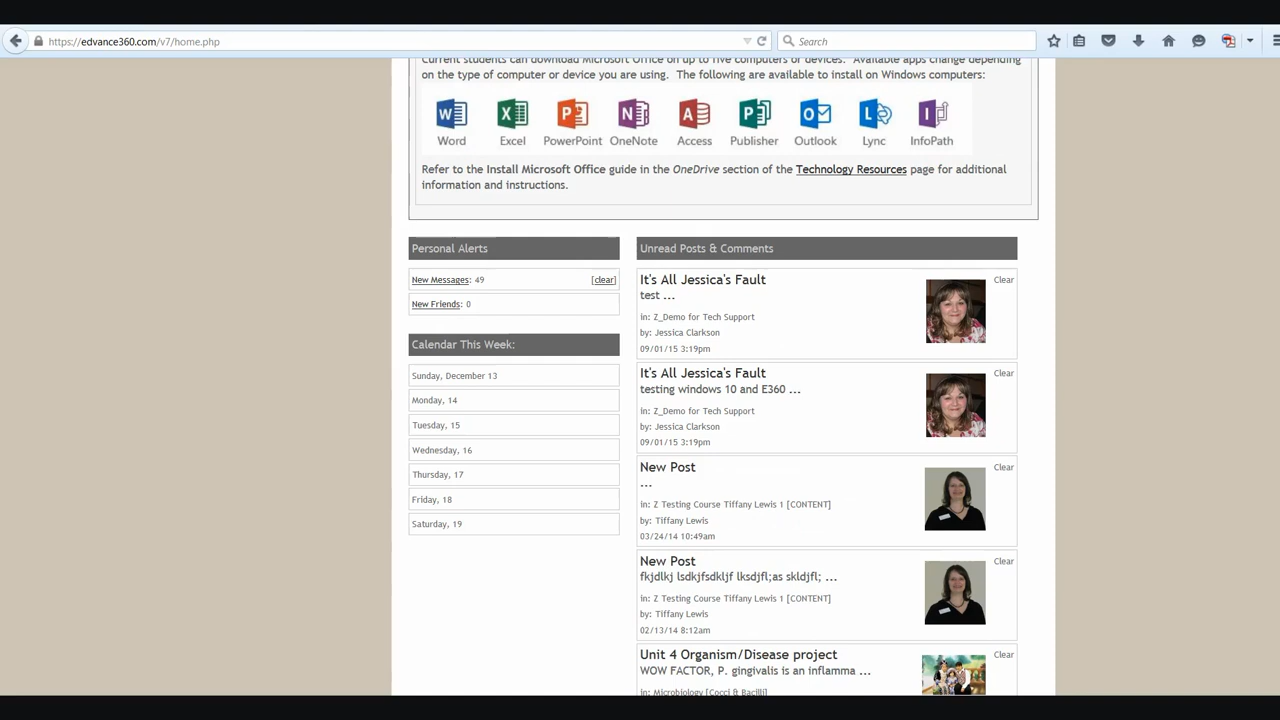 https://edvance360.com/v7/home.php
Search
Current students can download Microsoft Office on up to five computers or devices. Available apps change depending
on the type of computer or device you are using. The following are available to install on Windows computers:
Word Excel PowerPoint OneNote Access Publisher Outlook Lync InfoPath
Refer to the Install Microsoft Office guide in the OneDrive section of the Technology Resources page for additional
information and instructions.
Personal Alerts
New Messages: 49 [clear]
New Friends: 0
Calendar This Week:
Sunday, December 13
Monday, 14
Tuesday, 15
Wednesday, 16
Thursday, 17
Friday, 18
Saturday, 19
Unread Posts & Comments
It's All Jessica's Fault Clear
test ...
in: Z_Demo for Tech Support
by: Jessica Clarkson
09/01/15 3:19pm
It's All Jessica's Fault Clear
testing windows 10 and E360 ...
in: Z_Demo for Tech Support
by: Jessica Clarkson
09/01/15 3:19pm
New Post Clear
...
in: Z Testing Course Tiffany Lewis 1 [CONTENT]
by: Tiffany Lewis
03/24/14 10:49am
New Post Clear
fkjdlkj lsdkjfsdkljf lksdjfl;as skldjfl; ...
in: Z Testing Course Tiffany Lewis 1 [CONTENT]
by: Tiffany Lewis
02/13/14 8:12am
Unit 4 Organism/Disease project Clear
WOW FACTOR, P. gingivalis is an inflamma ...
in: Microbiology [Cocci & Bacilli]